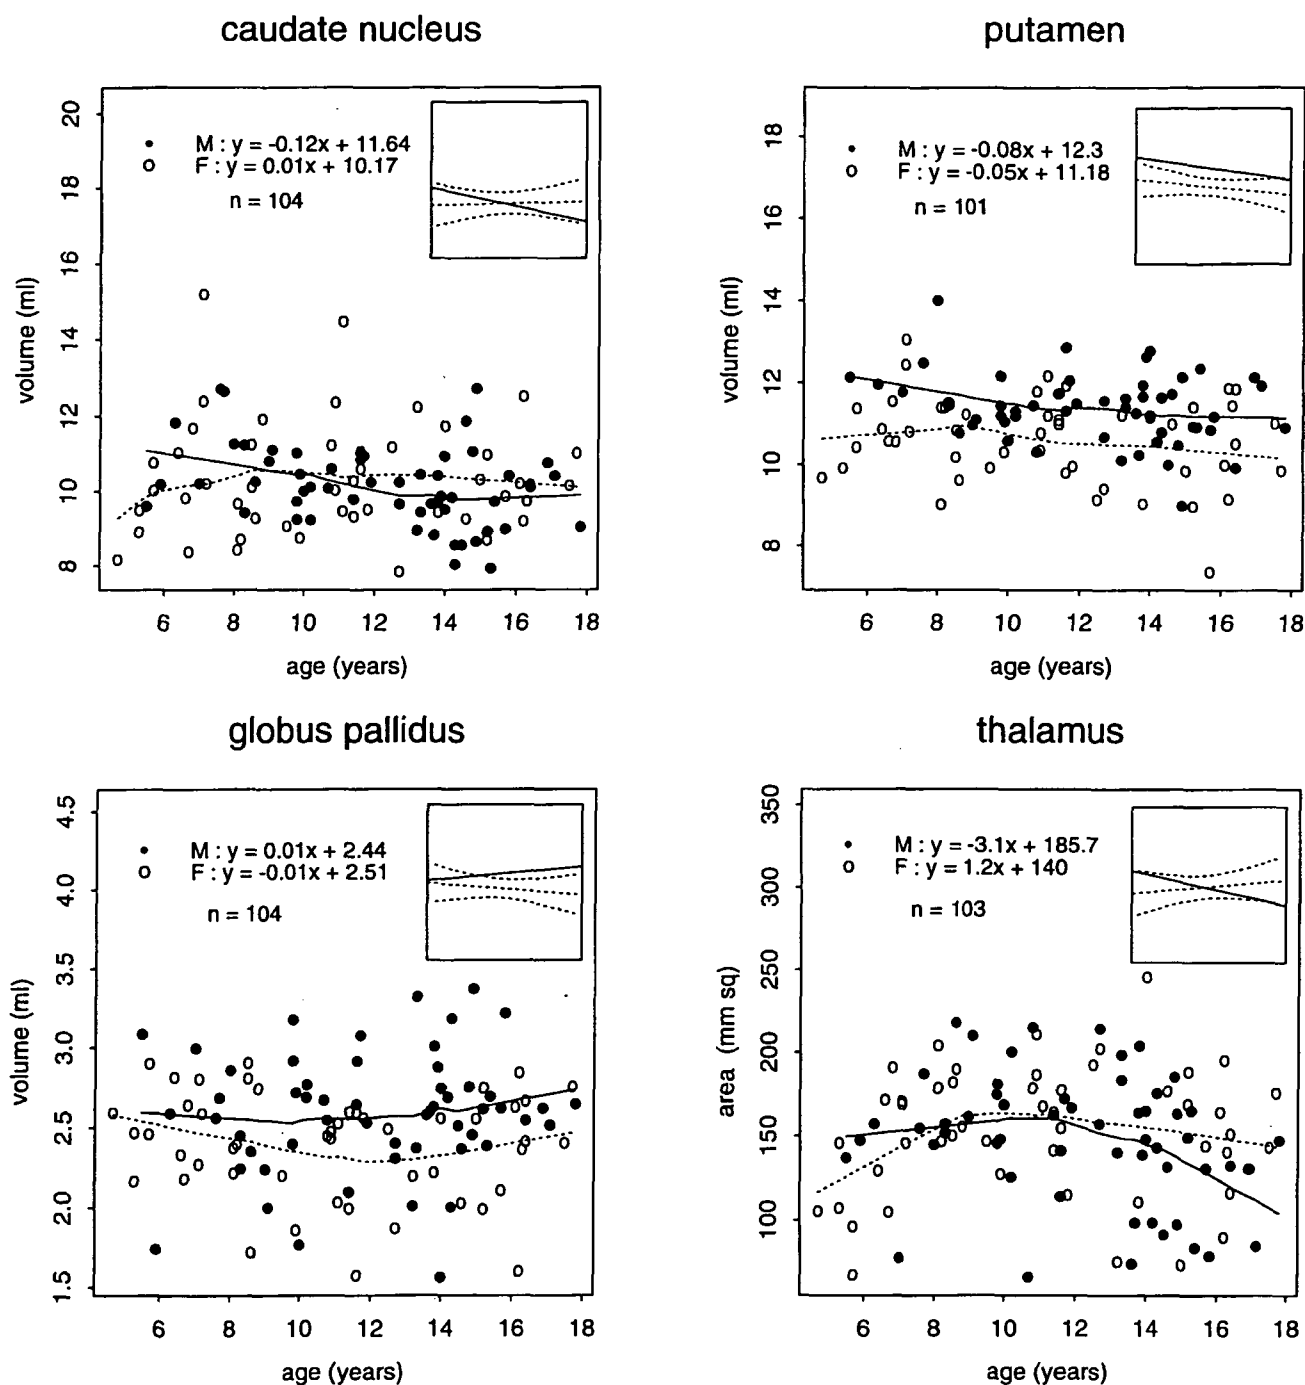 caudate nucleus
20
18
16
14
12
10
8
volume (ml)
M : y = -0.12x + 11.64
F : y = 0.01x + 10.17
n = 104
6 8 10 12 14 16 18
age (years)
putamen
18
16
14
12
10
8
volume (ml)
M : y = -0.08x + 12.3
F : y = -0.05x + 11.18
n = 101
6 8 10 12 14 16 18
age (years)
globus pallidus
4.5
4.0
3.5
3.0
2.5
2.0
1.5
volume (ml)
M : y = 0.01x + 2.44
F : y = -0.01x + 2.51
n = 104
6 8 10 12 14 16 18
age (years)
thalamus
350
300
250
200
150
100
area (mm sq)
M : y = -3.1x + 185.7
F : y = 1.2x + 140
n = 103
6 8 10 12 14 16 18
age (years)